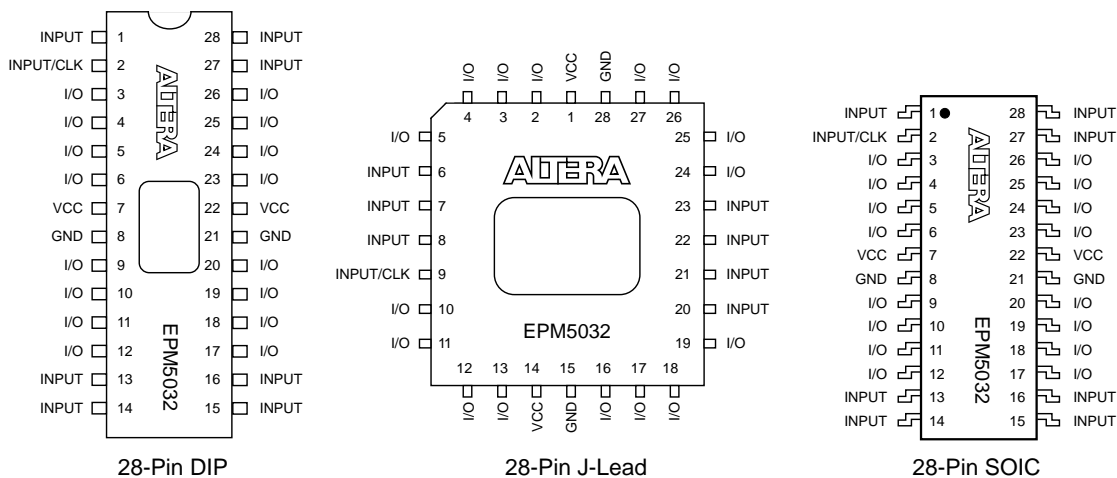 INPUT 1 28 INPUT
INPUT/CLK 2 27 INPUT
I/O 3 26 I/O
I/O 4 25 I/O
I/O 5 24 I/O
I/O 6 23 I/O
VCC 7 22 VCC
GND 8 21 GND
I/O 9 20 I/O
I/O 10 19 I/O
I/O 11 18 I/O
I/O 12 17 I/O
INPUT 13 16 INPUT
INPUT 14 15 INPUT
ALTERA
EPM5032
28-Pin DIP
I/O I/O I/O VCC GND I/O I/O
4 3 2 1 28 27 26
I/O 5 25 I/O
INPUT 6 24 I/O
INPUT 7 23 INPUT
INPUT 8 22 INPUT
INPUT/CLK 9 21 INPUT
I/O 10 20 INPUT
I/O 11 19 I/O
ALTERA
EPM5032
12 13 14 15 16 17 18
I/O I/O VCC GND I/O I/O I/O
28-Pin J-Lead
INPUT 1 28 INPUT
INPUT/CLK 2 27 INPUT
I/O 3 26 I/O
I/O 4 25 I/O
I/O 5 24 I/O
I/O 6 23 I/O
VCC 7 22 VCC
GND 8 21 GND
I/O 9 20 I/O
I/O 10 19 I/O
I/O 11 18 I/O
I/O 12 17 I/O
INPUT 13 16 INPUT
INPUT 14 15 INPUT
ALTERA
EPM5032
28-Pin SOIC